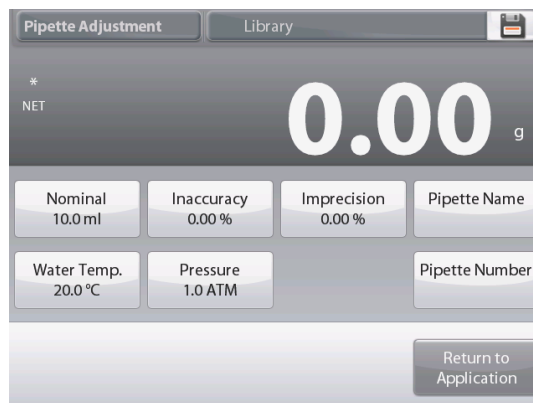 Pipette Adjustment Library
*
NET
0.00 g
Nominal Inaccuracy Imprecision Pipette Name
10.0 ml 0.00 % 0.00 %
Water Temp. Pressure Pipette Number
20.0 °C 1.0 ATM
Return to
Application